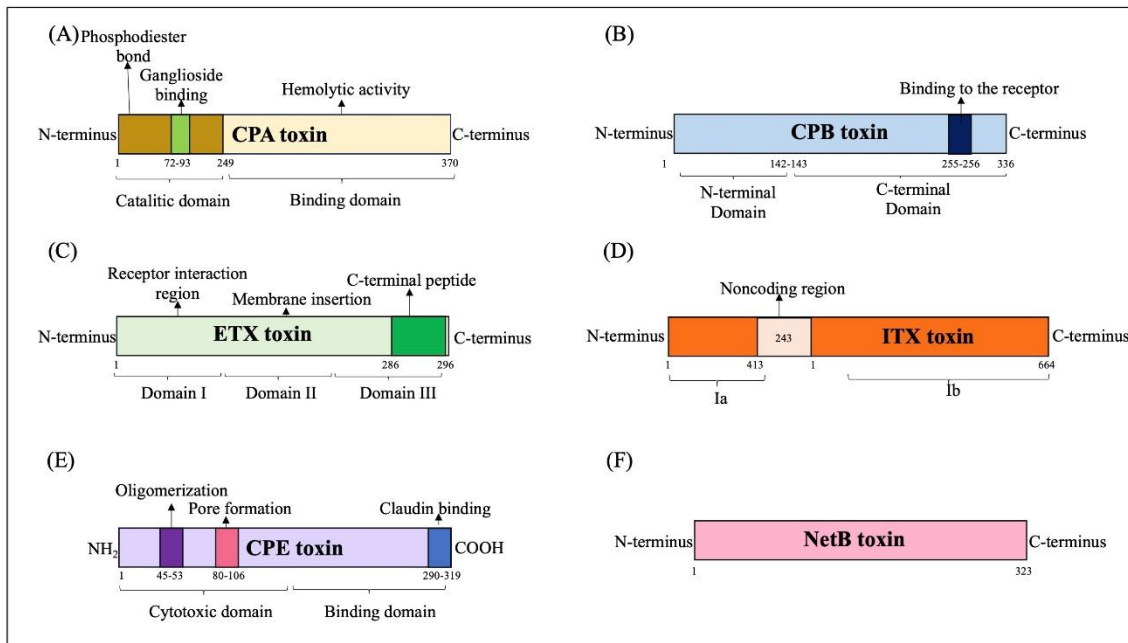 (A)
Phosphodiester
bond
Ganglioside
binding
Hemolytic activity
N-terminus
CPA toxin
C-terminus
1
72-93
249
370
Catalitic domain
Binding domain
(B)
Binding to the receptor
N-terminus
CPB toxin
C-terminus
1
142-143
255-256
336
N-terminal
Domain
C-terminal
Domain
(C)
Receptor interaction
region
Membrane insertion
C-terminal peptide
N-terminus
ETX toxin
C-terminus
1
286
296
Domain I
Domain II
Domain III
(D)
Noncoding region
N-terminus
243
ITX toxin
C-terminus
1
413
1
664
Ia
Ib
(E)
Oligomerization
Pore formation
Claudin binding
NH2
CPE toxin
COOH
1
45-53
80-106
290-319
Cytotoxic domain
Binding domain
(F)
N-terminus
NetB toxin
C-terminus
1
323